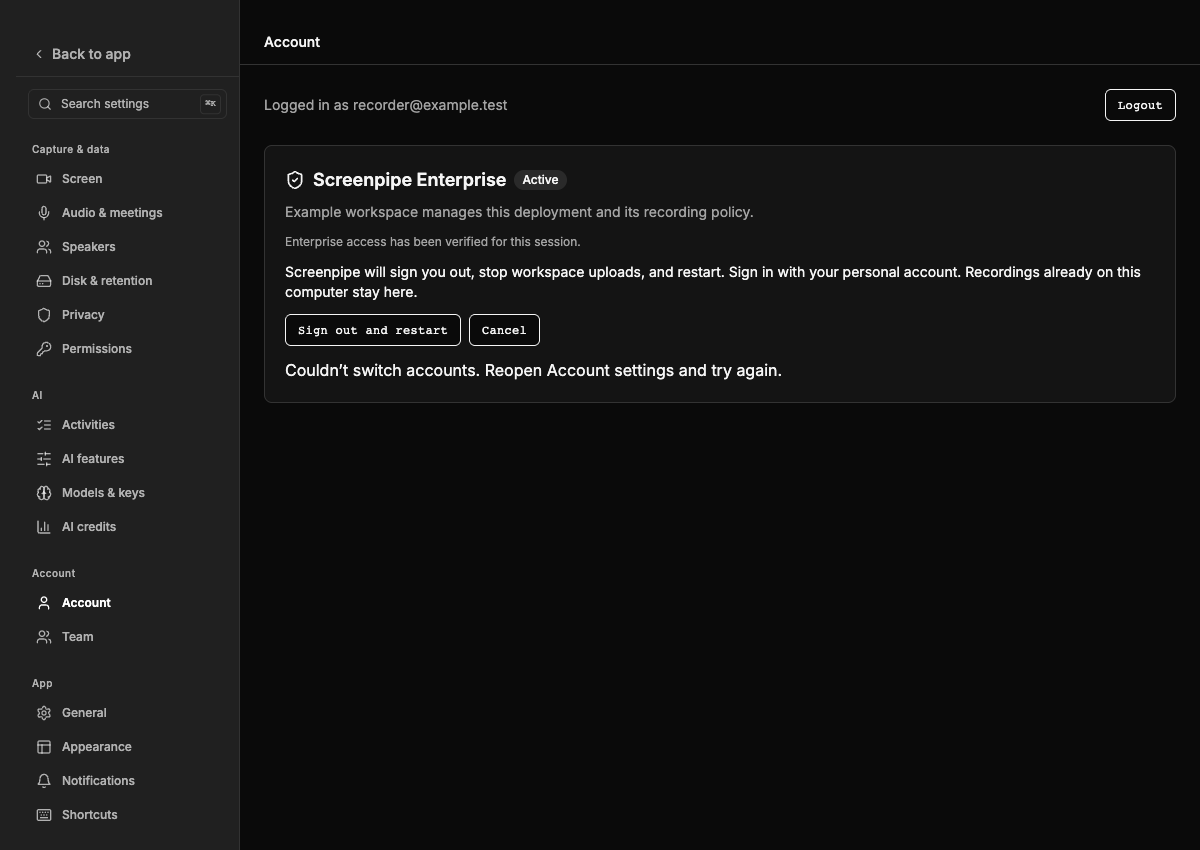 Back to app
Search settings
⌘K
Capture & data
Screen
Audio & meetings
Speakers
Disk & retention
Privacy
Permissions
AI
Activities
AI features
Models & keys
AI credits
Account
Account
Team
App
General
Appearance
Notifications
Shortcuts
Account
Logged in as recorder@example.test
Logout
Screenpipe Enterprise Active
Example workspace manages this deployment and its recording policy.
Enterprise access has been verified for this session.
Screenpipe will sign you out, stop workspace uploads, and restart. Sign in with your personal account. Recordings already on this
computer stay here.
Sign out and restart Cancel
Couldn’t switch accounts. Reopen Account settings and try again.